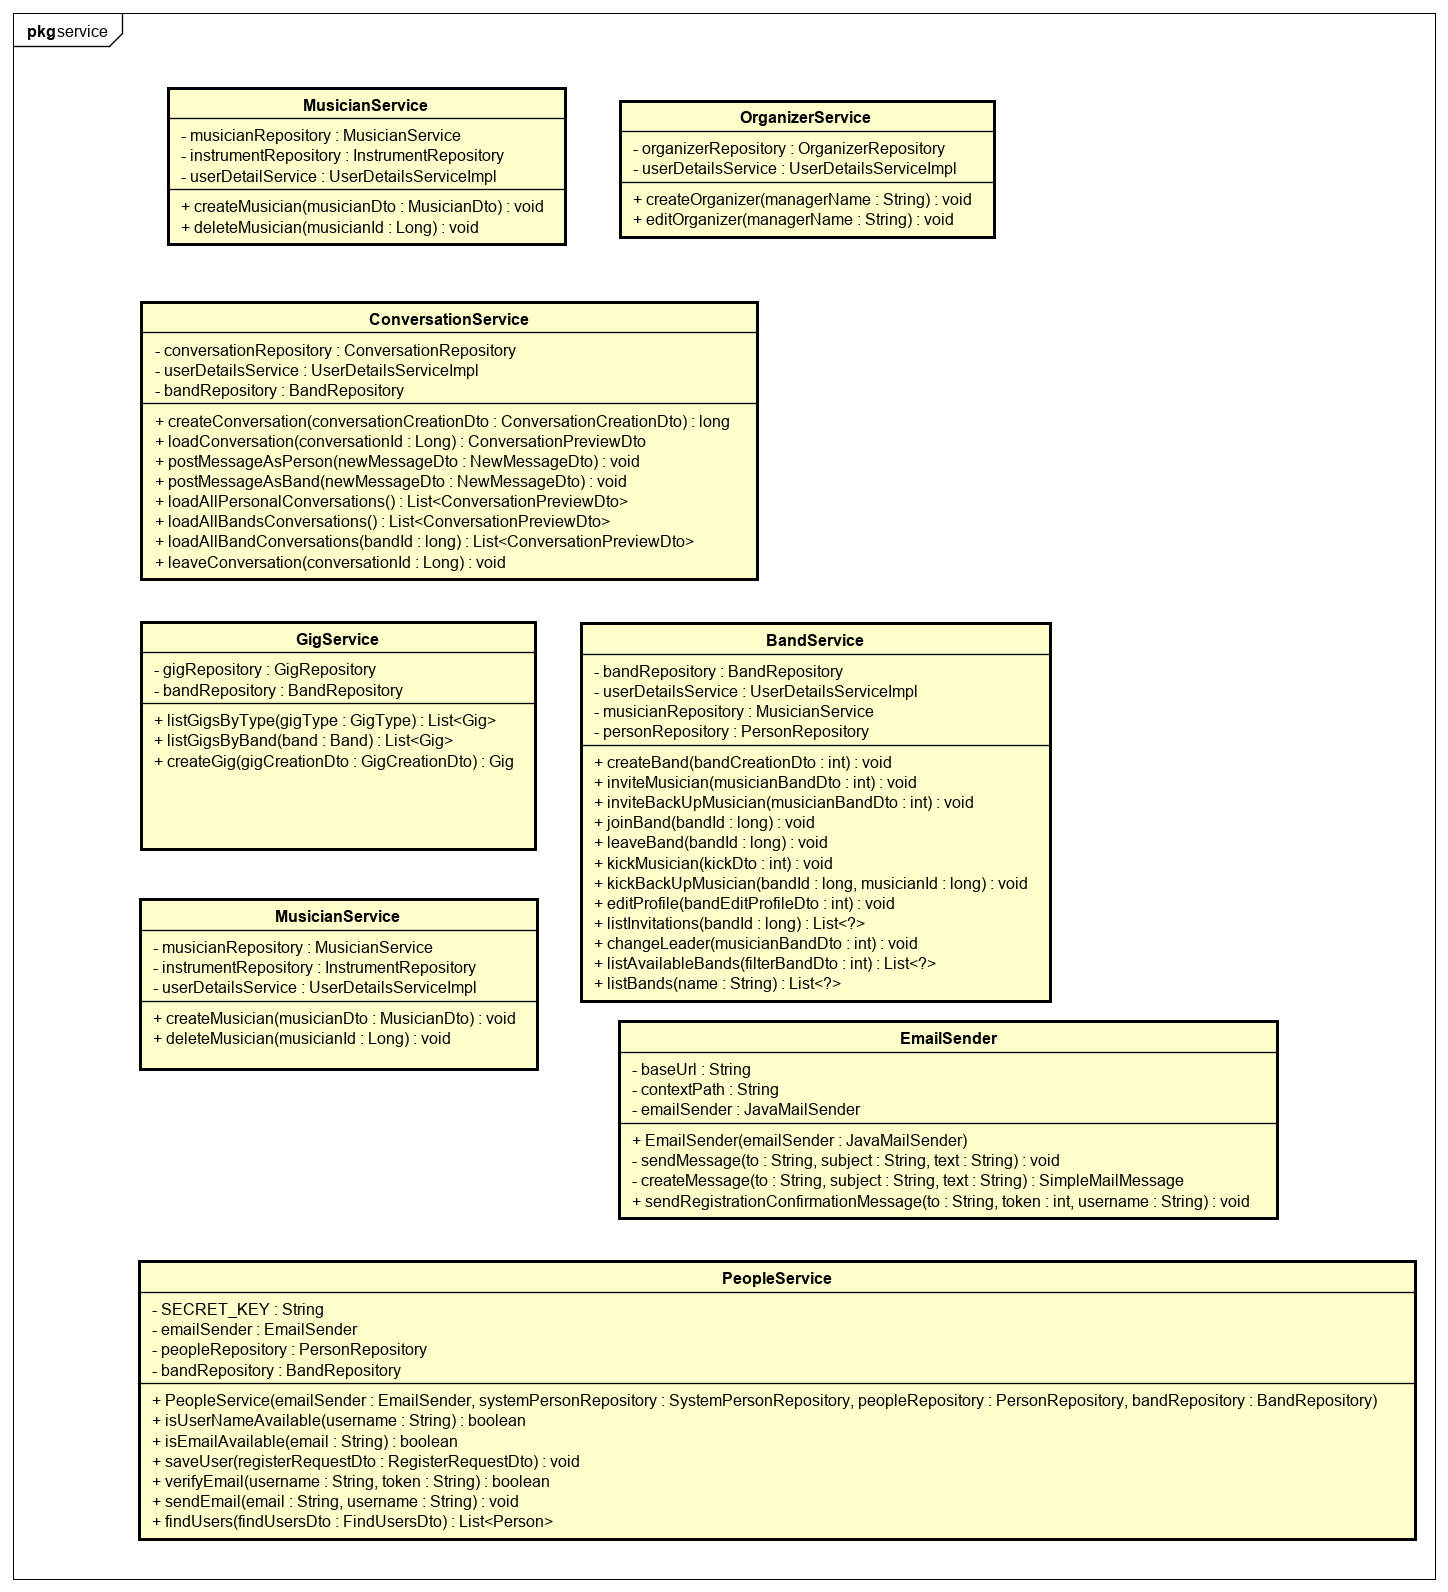 pkg service
MusicianService
- musicianRepository : MusicianService
- instrumentRepository : InstrumentRepository
- userDetailService : UserDetailsServiceImpl
+ createMusician(musicianDto : MusicianDto) : void
+ deleteMusician(musicianId : Long) : void
OrganizerService
- organizerRepository : OrganizerRepository
- userDetailsService : UserDetailsServiceImpl
+ createOrganizer(managerName : String) : void
+ editOrganizer(managerName : String) : void
ConversationService
- conversationRepository : ConversationRepository
- userDetailsService : UserDetailsServiceImpl
- bandRepository : BandRepository
+ createConversation(conversationCreationDto : ConversationCreationDto) : long
+ loadConversation(conversationId : Long) : ConversationPreviewDto
+ postMessageAsPerson(newMessageDto : NewMessageDto) : void
+ postMessageAsBand(newMessageDto : NewMessageDto) : void
+ loadAllPersonalConversations() : List<ConversationPreviewDto>
+ loadAllBandsConversations() : List<ConversationPreviewDto>
+ loadAllBandConversations(bandId : long) : List<ConversationPreviewDto>
+ leaveConversation(conversationId : Long) : void
GigService
- gigRepository : GigRepository
- bandRepository : BandRepository
+ listGigsByType(gigType : GigType) : List<Gig>
+ listGigsByBand(band : Band) : List<Gig>
+ createGig(gigCreationDto : GigCreationDto) : Gig
BandService
- bandRepository : BandRepository
- userDetailsService : UserDetailsServiceImpl
- musicianRepository : MusicianService
- personRepository : PersonRepository
+ createBand(bandCreationDto : int) : void
+ inviteMusician(musicianBandDto : int) : void
+ inviteBackUpMusician(musicianBandDto : int) : void
+ joinBand(bandId : long) : void
+ leaveBand(bandId : long) : void
+ kickMusician(kickDto : int) : void
+ kickBackUpMusician(bandId : long, musicianId : long) : void
+ editProfile(bandEditProfileDto : int) : void
+ listInvitations(bandId : long) : List<?>
+ changeLeader(musicianBandDto : int) : void
+ listAvailableBands(filterBandDto : int) : List<?>
+ listBands(name : String) : List<?>
MusicianService
- musicianRepository : MusicianService
- instrumentRepository : InstrumentRepository
- userDetailsService : UserDetailsServiceImpl
+ createMusician(musicianDto : MusicianDto) : void
+ deleteMusician(musicianId : Long) : void
EmailSender
- baseUrl : String
- contextPath : String
- emailSender : JavaMailSender
+ EmailSender(emailSender : JavaMailSender)
- sendMessage(to : String, subject : String, text : String) : void
- createMessage(to : String, subject : String, text : String) : SimpleMailMessage
+ sendRegistrationConfirmationMessage(to : String, token : int, username : String) : void
PeopleService
- SECRET_KEY : String
- emailSender : EmailSender
- peopleRepository : PersonRepository
- bandRepository : BandRepository
+ PeopleService(emailSender : EmailSender, systemPersonRepository : SystemPersonRepository, peopleRepository : PersonRepository, bandRepository : BandRepository)
+ isUserNameAvailable(username : String) : boolean
+ isEmailAvailable(email : String) : boolean
+ saveUser(registerRequestDto : RegisterRequestDto) : void
+ verifyEmail(username : String, token : String) : boolean
+ sendEmail(email : String, username : String) : void
+ findUsers(findUsersDto : FindUsersDto) : List<Person>